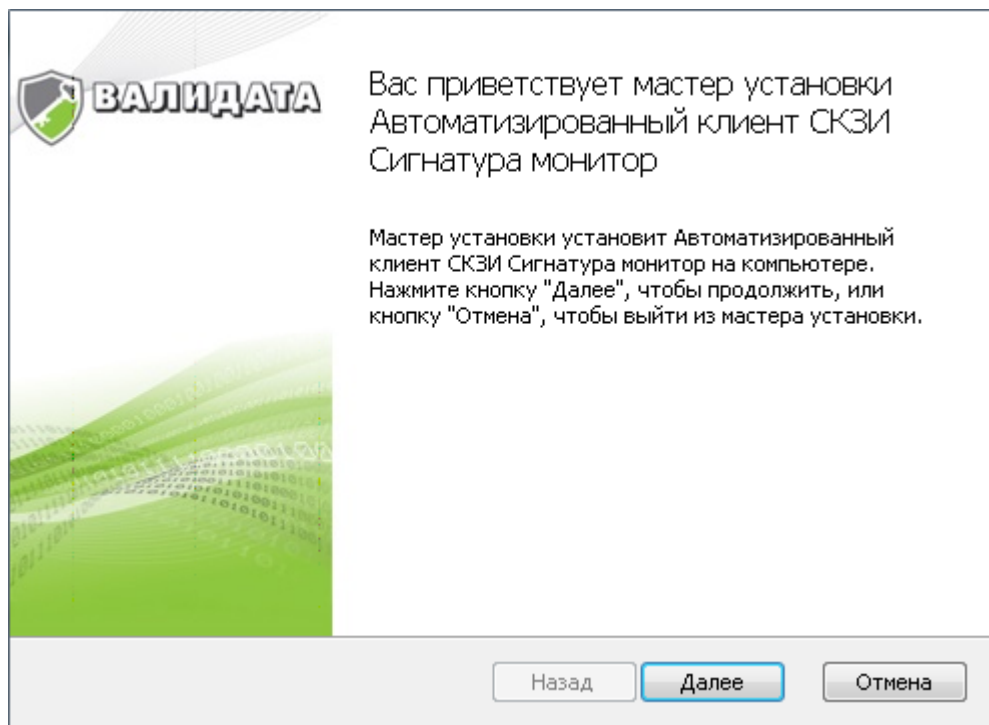 ВАЛИДАТА
Вас приветствует мастер установки
Автоматизированный клиент СКЗИ
Сигнатура монитор
Мастер установки установит Автоматизированный
клиент СКЗИ Сигнатура монитор на компьютере.
Нажмите кнопку "Далее", чтобы продолжить, или
кнопку "Отмена", чтобы выйти из мастера установки.
Назад
Далее
Отмена